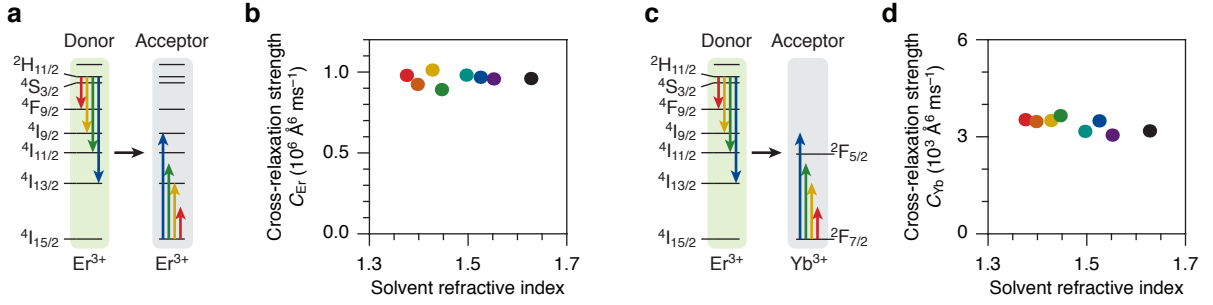 a
Donor
Acceptor
²H₁₁/₂
⁴S₃/₂
⁴F₉/₂
⁴I₉/₂
⁴I₁₁/₂
⁴I₁₃/₂
⁴I₁₅/₂
Er³⁺
Er³⁺
b
Cross-relaxation strength
C_Er (10⁶ Å⁶ ms⁻¹)
1.0
0.5
0.0
1.3
1.5
1.7
Solvent refractive index
c
Donor
Acceptor
²H₁₁/₂
⁴S₃/₂
⁴F₉/₂
⁴I₉/₂
⁴I₁₁/₂
⁴I₁₃/₂
⁴I₁₅/₂
²F₅/₂
²F₇/₂
Er³⁺
Yb³⁺
d
Cross-relaxation strength
C_Yb (10³ Å⁶ ms⁻¹)
6
3
0
1.3
1.5
1.7
Solvent refractive index